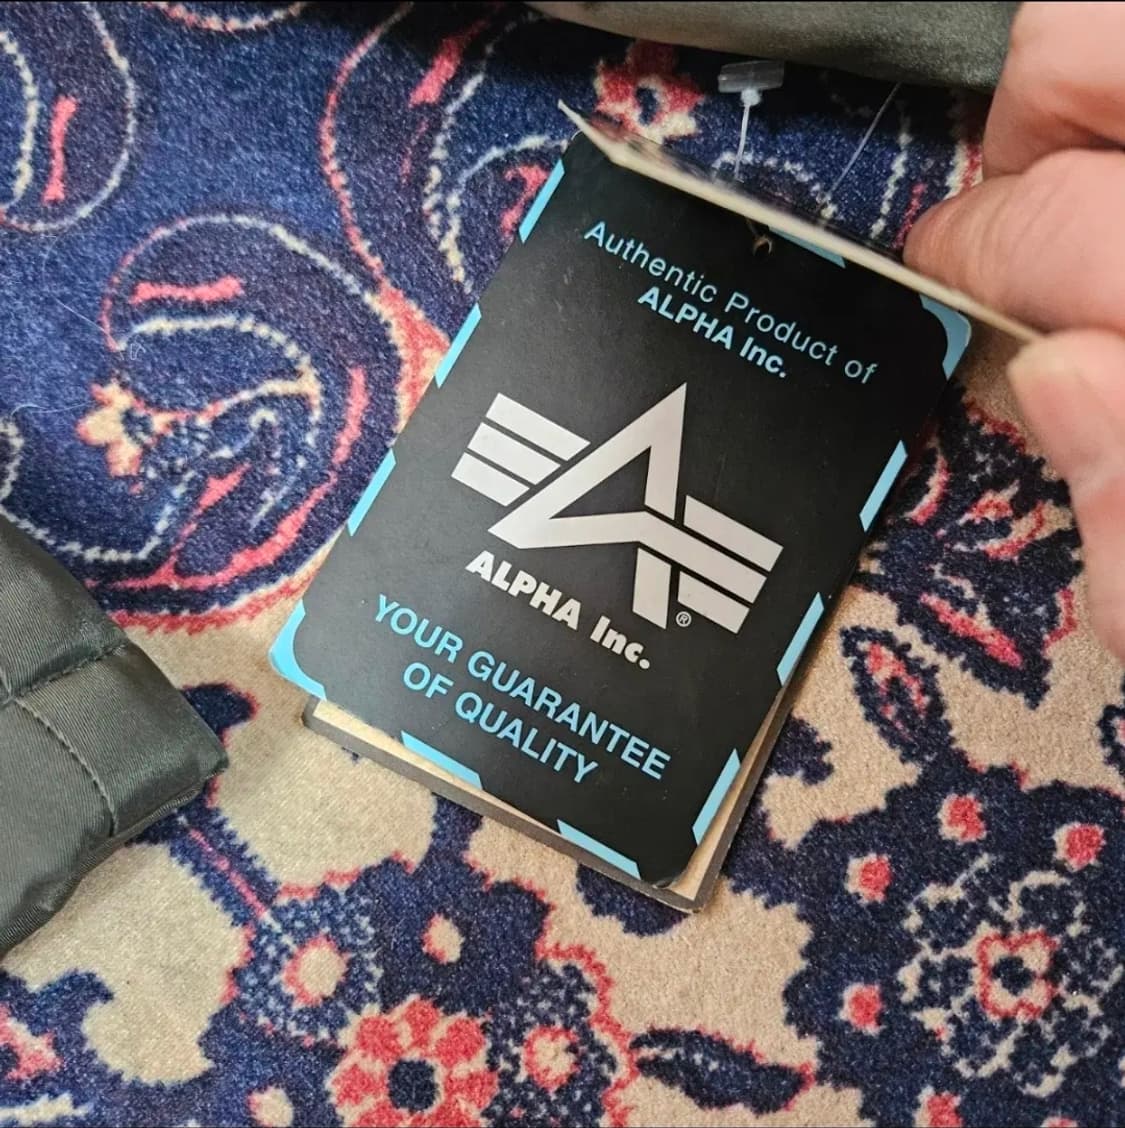 Authentic Product of
ALPHA Inc.
ALPHA Inc.
®
YOUR GUARANTEE
OF QUALITY